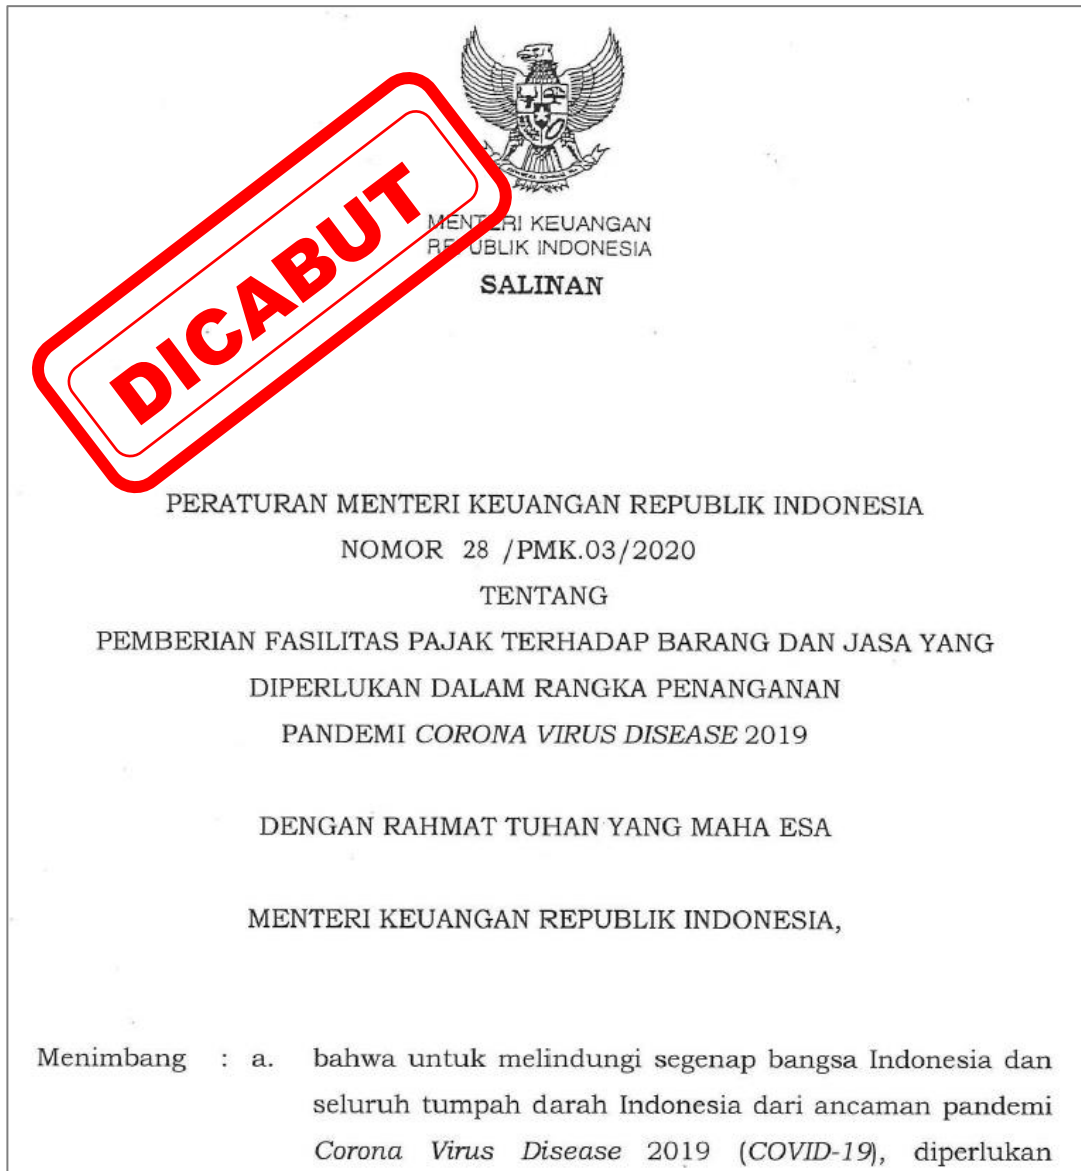 DICABUT
MENTERI KEUANGAN
REPUBLIK INDONESIA
SALINAN
PERATURAN MENTERI KEUANGAN REPUBLIK INDONESIA
NOMOR 28 /PMK.03/2020
TENTANG
PEMBERIAN FASILITAS PAJAK TERHADAP BARANG DAN JASA YANG
DIPERLUKAN DALAM RANGKA PENANGANAN
PANDEMI CORONA VIRUS DISEASE 2019
DENGAN RAHMAT TUHAN YANG MAHA ESA
MENTERI KEUANGAN REPUBLIK INDONESIA,
Menimbang : a. bahwa untuk melindungi segenap bangsa Indonesia dan
seluruh tumpah darah Indonesia dari ancaman pandemi
Corona Virus Disease 2019 (COVID-19), diperlukan